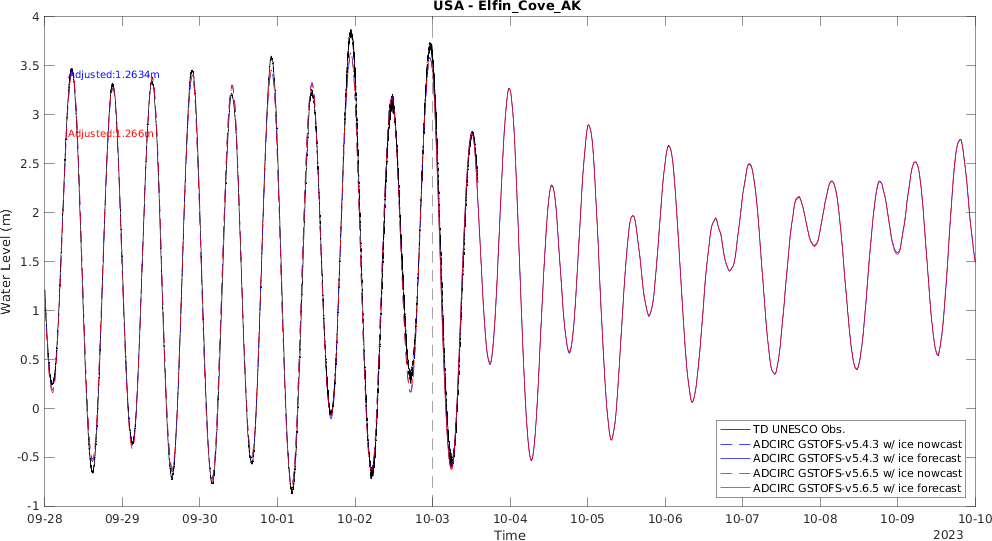 USA - Elfin_Cove_AK
4
3.5
3
2.5
2
1.5
1
0.5
0
-0.5
-1
Water Level (m)
Adjusted:1.2634m
Adjusted:1.266m
TD UNESCO Obs.
ADCIRC GSTOFS-v5.4.3 w/ ice nowcast
ADCIRC GSTOFS-v5.4.3 w/ ice forecast
ADCIRC GSTOFS-v5.6.5 w/ ice nowcast
ADCIRC GSTOFS-v5.6.5 w/ ice forecast
09-28 09-29 09-30 10-01 10-02 10-03 10-04 10-05 10-06 10-07 10-08 10-09 10-10
Time
2023